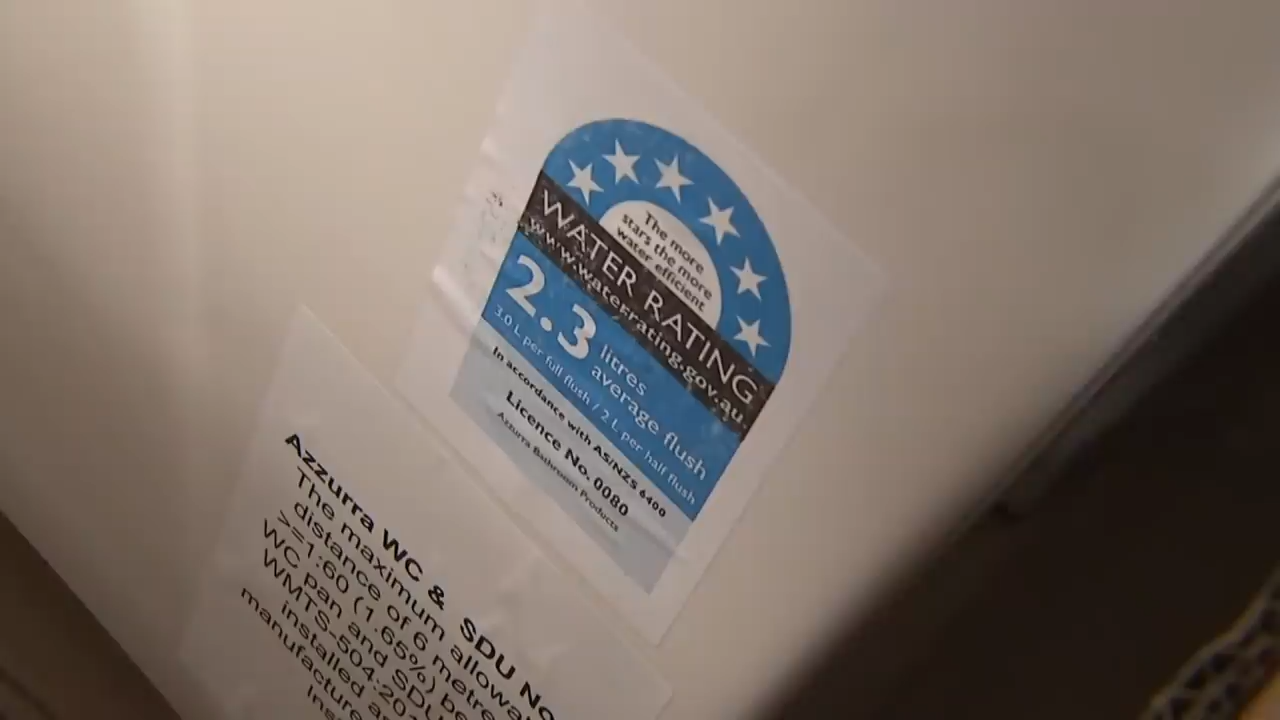 The more
stars the more
water efficient
WATER RATING
www.waterrating.gov.au
2.3 litres
average flush
3.0 L per full flush / 2 L per half flush
In accordance with AS/NZS 6400
Licence No. 0080
Azzurra Bathroom Products
Azzurra WC & SDU No
The maximum allowa
distance of 6 metre
>=1:60 (1.65%) be
WC pan and SDU
WMTS-504:201
installed a
manufacture